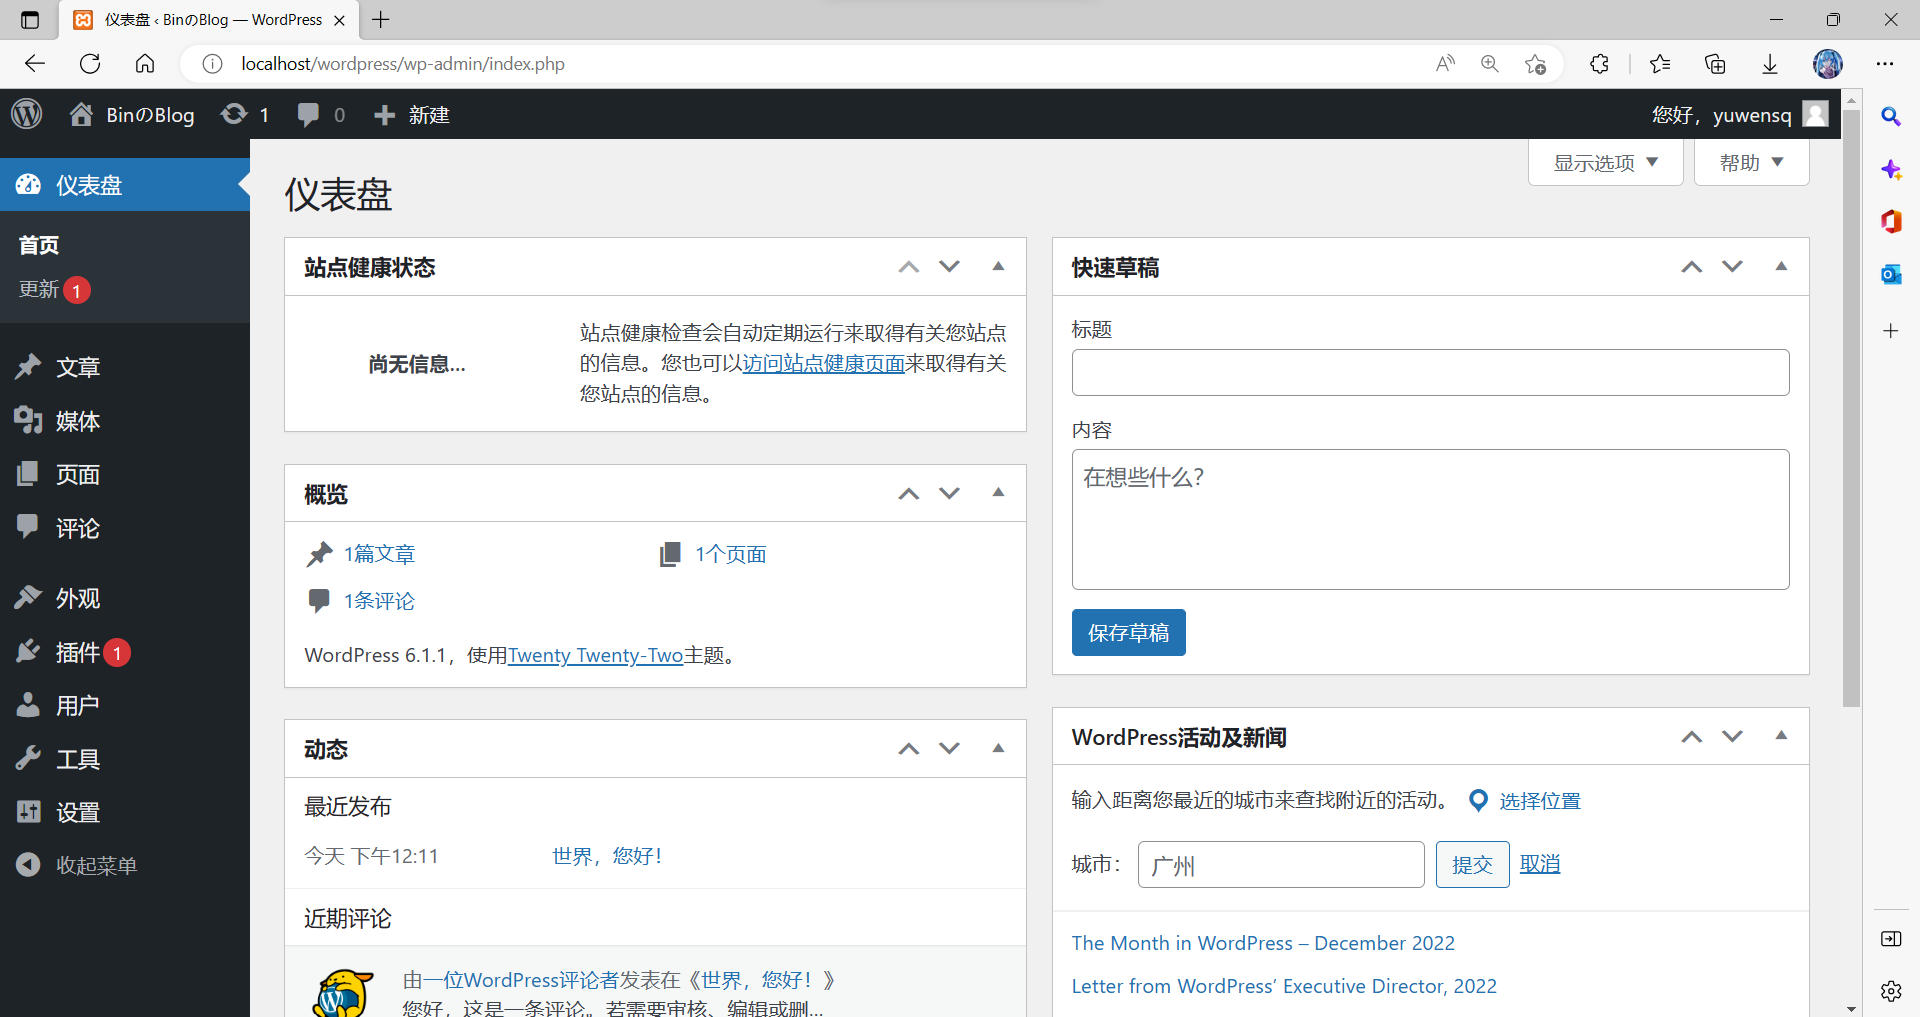 仪表盘 ‹ BinのBlog — WordPress
localhost/wordpress/wp-admin/index.php
BinのBlog
1
0
新建
您好，yuwensq
仪表盘
首页
更新 1
文章
媒体
页面
评论
外观
插件 1
用户
工具
设置
收起菜单
显示选项
帮助
仪表盘
站点健康状态
尚无信息…
站点健康检查会自动定期运行来取得有关您站点
的信息。您也可以访问站点健康页面来取得有关
您站点的信息。
概览
1篇文章
1个页面
1条评论
WordPress 6.1.1，使用Twenty Twenty-Two主题。
动态
最近发布
今天 下午12:11
世界，您好！
近期评论
由一位WordPress评论者发表在《世界，您好！》
您好，这是一条评论。若需要审核、编辑或删…
快速草稿
标题
内容
在想些什么？
保存草稿
WordPress活动及新闻
输入距离您最近的城市来查找附近的活动。
选择位置
城市：
广州
提交
取消
The Month in WordPress – December 2022
Letter from WordPress’ Executive Director, 2022